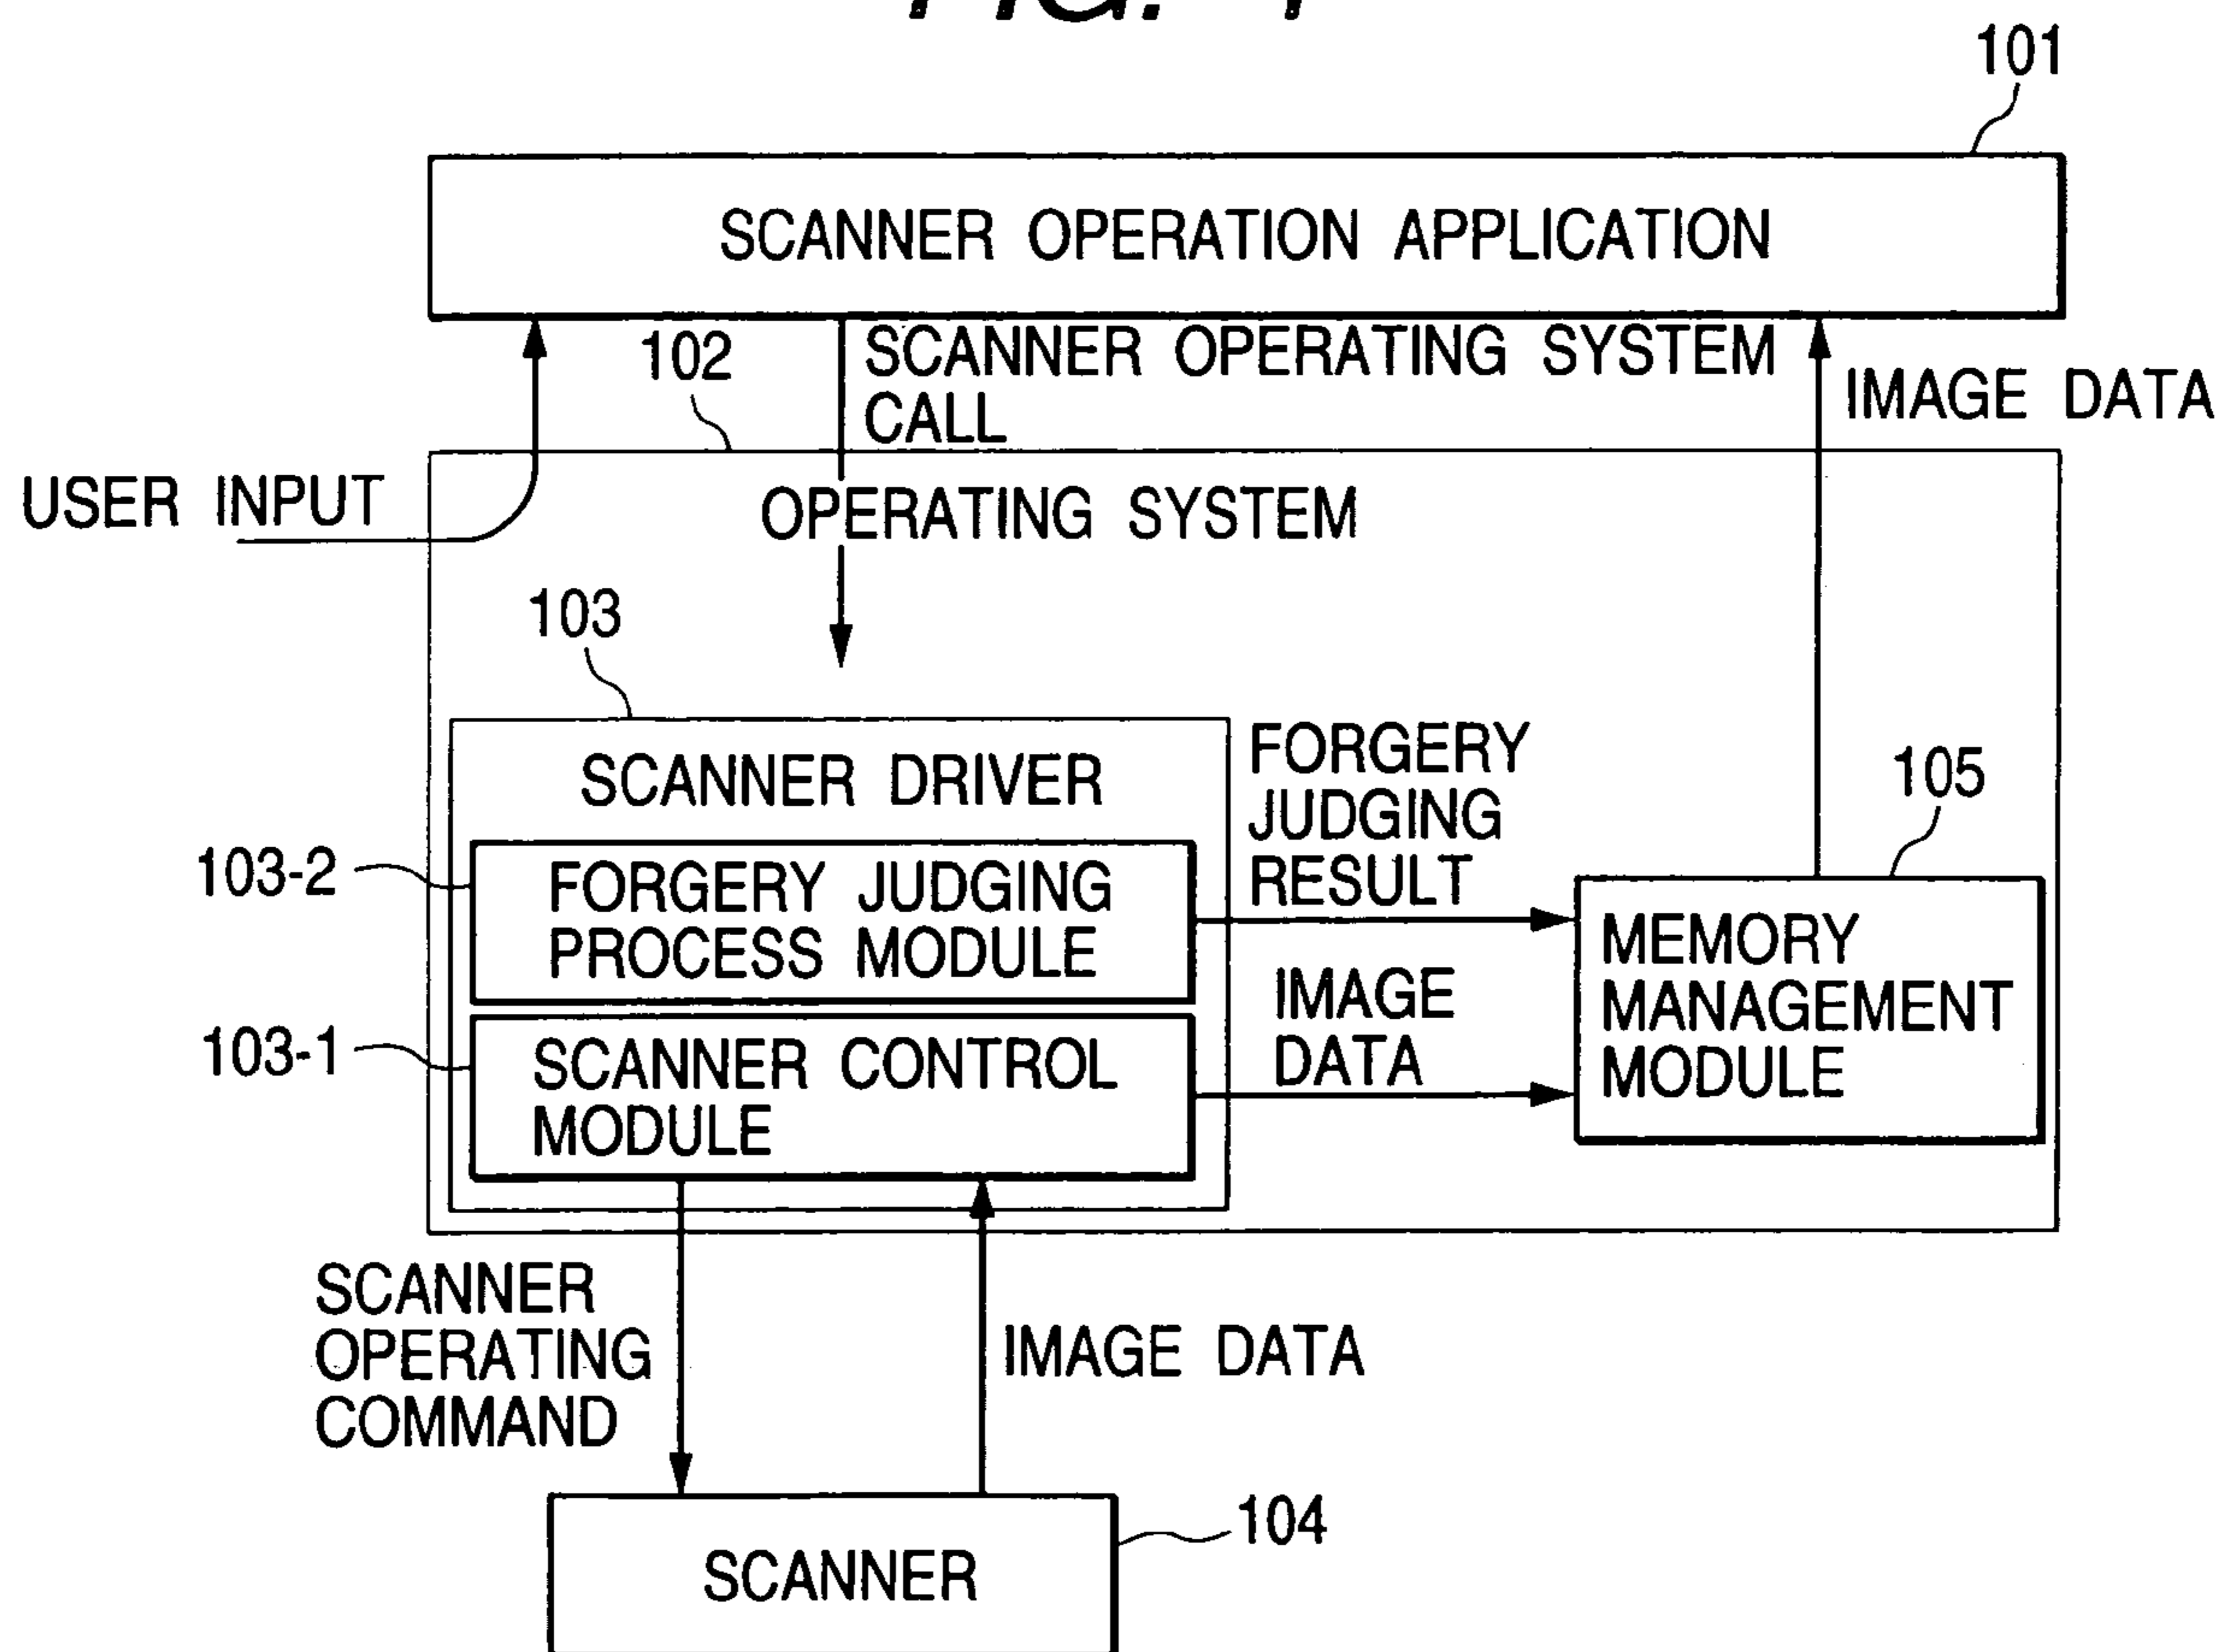 101
SCANNER OPERATION APPLICATION
102
SCANNER OPERATING SYSTEM
CALL
IMAGE DATA
USER INPUT
OPERATING SYSTEM
103
SCANNER DRIVER
FORGERY
JUDGING
RESULT
105
103-2
FORGERY JUDGING
PROCESS MODULE
MEMORY
MANAGEMENT
MODULE
IMAGE
DATA
103-1
SCANNER CONTROL
MODULE
SCANNER
OPERATING
COMMAND
IMAGE DATA
104
SCANNER